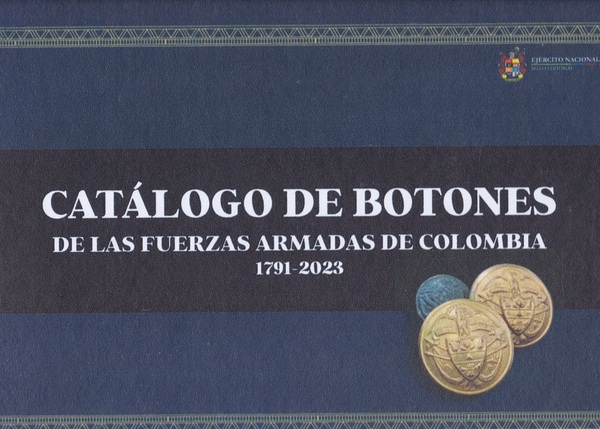 EJÉRCITO NACIONAL
CATÁLOGO DE BOTONES
DE LAS FUERZAS ARMADAS DE COLOMBIA
1791-2023